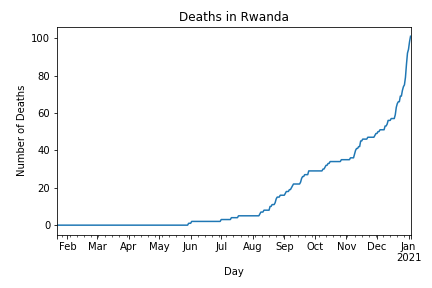 Deaths in Rwanda
Number of Deaths
100
80
60
40
20
0
Feb Mar Apr May Jun Jul Aug Sep Oct Nov Dec Jan
2021
Day